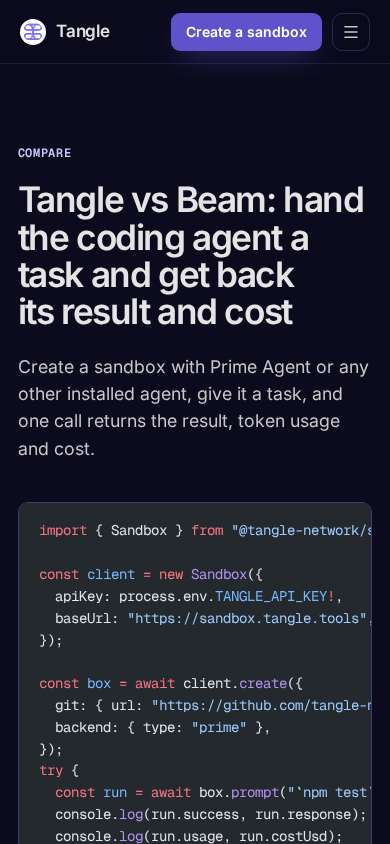 Tangle
Create a sandbox
COMPARE
Tangle vs Beam: hand
the coding agent a
task and get back
its result and cost
Create a sandbox with Prime Agent or any
other installed agent, give it a task, and
one call returns the result, token usage
and cost.
import { Sandbox } from "@tangle-network/s
const client = new Sandbox({
  apiKey: process.env.TANGLE_API_KEY!,
  baseUrl: "https://sandbox.tangle.tools",
});
const box = await client.create({
  git: { url: "https://github.com/tangle-n
  backend: { type: "prime" },
});
try {
  const run = await box.prompt("`npm test`
  console.log(run.success, run.response);
  console.log(run.usage, run.costUsd);